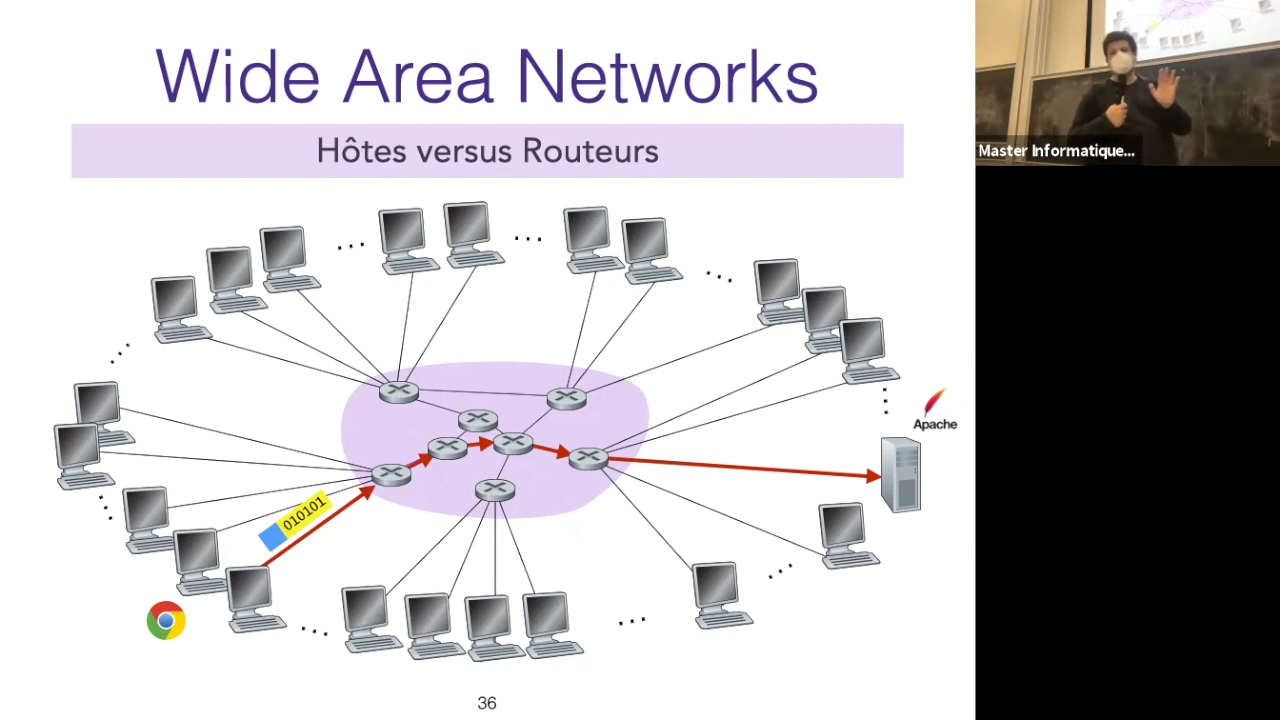 Wide Area Networks
Hôtes versus Routeurs
Master Informatique...
Apache
010101
36